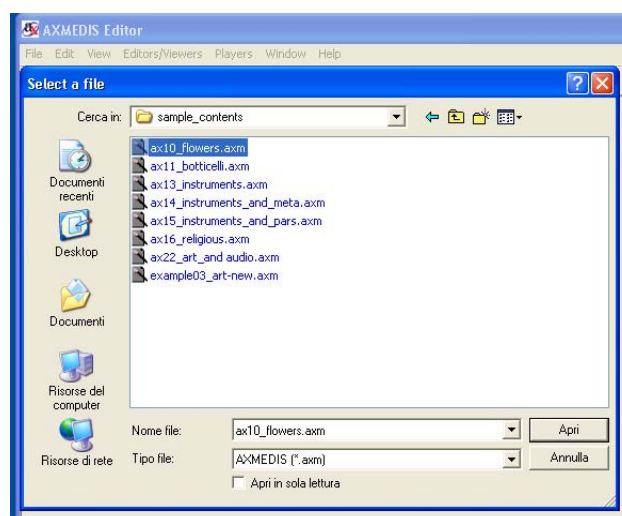 AXMEDIS Editor
File Edit View Editors/Viewers Players Window Help
Select a file
Cerca in: sample_contents
ax10_flowers.axm
ax11_botticelli.axm
ax13_instruments.axm
ax14_instruments_and_meta.axm
ax15_instruments_and_pars.axm
ax16_religious.axm
ax22_art_and audio.axm
example03_art-new.axm
Documenti
recenti
Desktop
Documenti
Risorse del
computer
Risorse di rete
Nome file: ax10_flowers.axm Apri
Tipo file: AXMEDIS (*.axm) Annulla
Apri in sola lettura